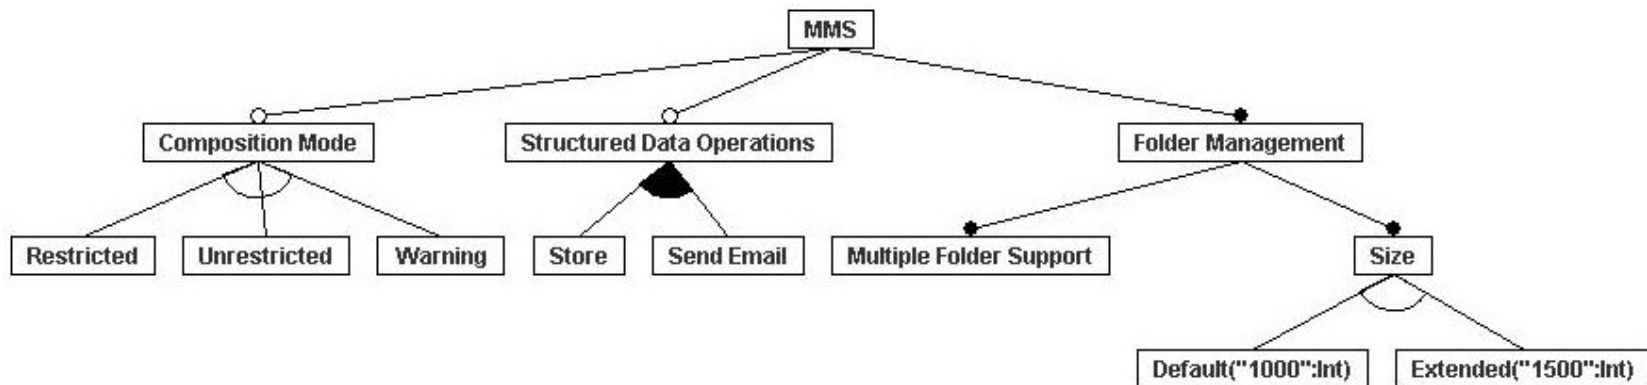 MMS
Composition Mode
Structured Data Operations
Folder Management
Restricted
Unrestricted
Warning
Store
Send Email
Multiple Folder Support
Size
Default("1000":Int)
Extended("1500":Int)